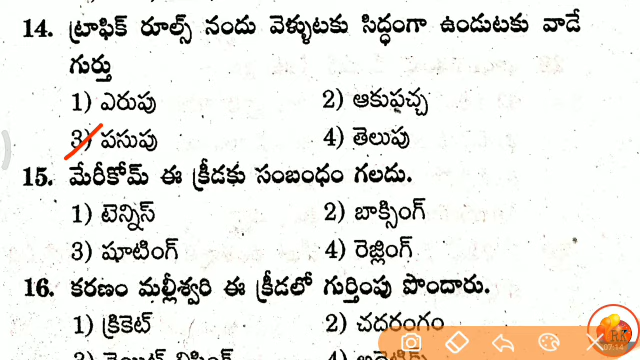 14. ట్రాఫిక్ రూల్స్ నందు వెళ్ళుటకు సిద్ధంగా ఉండుటకు వాడే
గుర్తు
1) ఎరుపు 2) ఆకుపచ్చ
3) పసుపు 4) తెలుపు
15. మేరీకోమ్ ఈ క్రీడకు సంబంధం గలదు.
1) టెన్నిస్ 2) బాక్సింగ్
3) షూటింగ్ 4) రెజ్లింగ్
16. కరణం మల్లీశ్వరి ఈ క్రీడలో గుర్తింపు పొందారు.
1) క్రికెట్ 2) చదరంగం